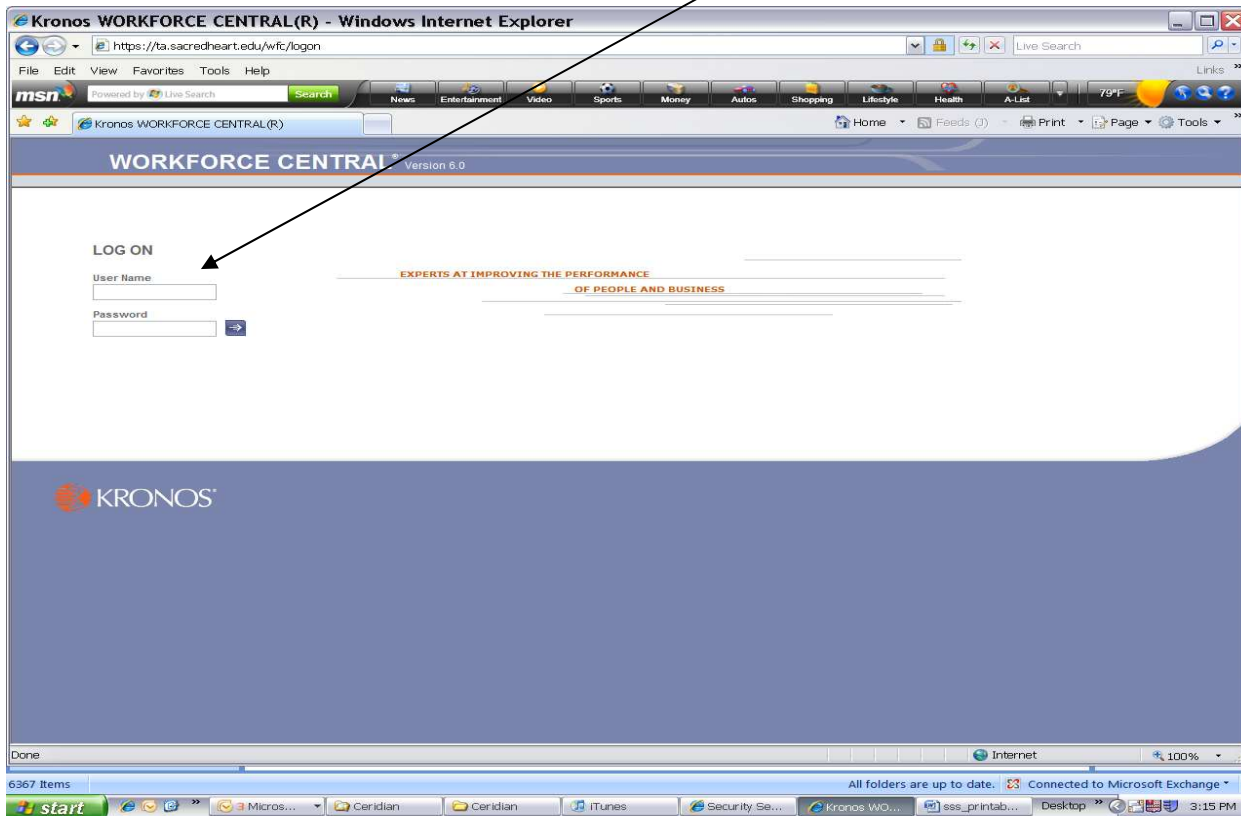 Kronos WORKFORCE CENTRAL(R) - Windows Internet Explorer
https://ta.sacredheart.edu/wfc/logon
Live Search
File Edit View Favorites Tools Help
Links »
msn
Powered by Live Search
Search
News Entertainment Video Sports Money Autos Shopping Lifestyle Health A-List
79°F
Kronos WORKFORCE CENTRAL(R)
Home Feeds (J) Print Page Tools »
WORKFORCE CENTRAL® Version 6.0
LOG ON
User Name
Password
EXPERTS AT IMPROVING THE PERFORMANCE
OF PEOPLE AND BUSINESS
KRONOS®
Done
Internet
100%
6367 Items
All folders are up to date.
Connected to Microsoft Exchange
start
»
3 Micros...
Ceridian
Ceridian
iTunes
Security Se...
Kronos WO...
sss_printab...
Desktop »
3:15 PM